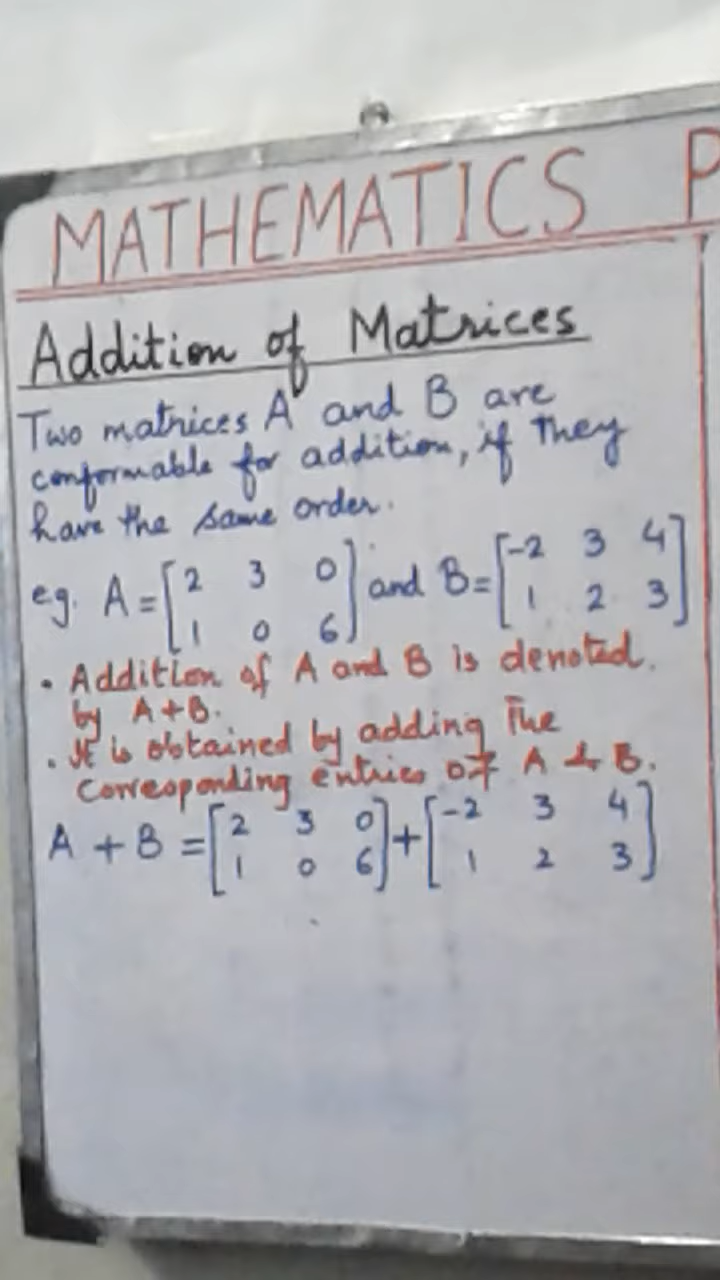 MATHEMATICS P
Addition of Matrices
Two matrices A and B are
conformable for addition, if they
have the same order.
e.g. A = [2 3 0 and B = [-2 3 4
1 0 6] 1 2 3]
• Addition of A and B is denoted.
by A+B.
• It is obtained by adding The
Corresponding entries of A & B.
A + B = [2 3 0 + [-2 3 4
1 0 6] 1 2 3]